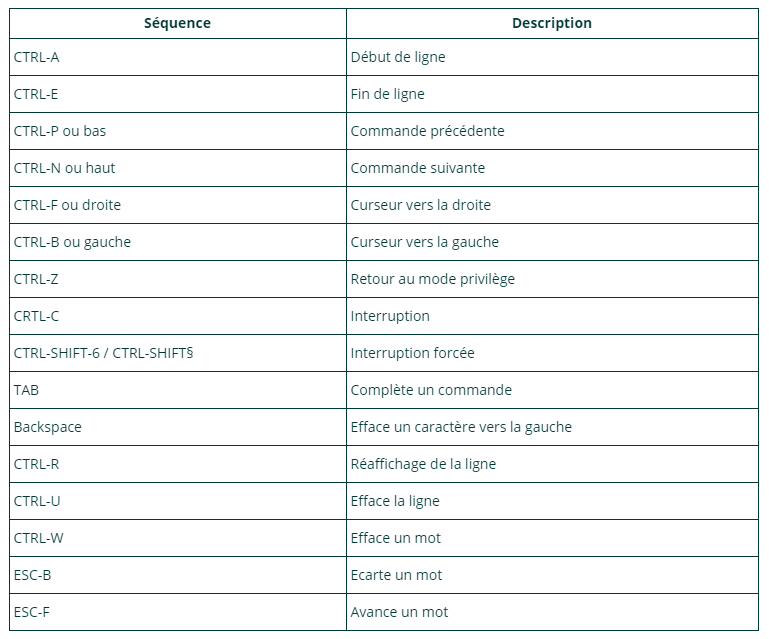 Séquence Description
CTRL-A Début de ligne
CTRL-E Fin de ligne
CTRL-P ou bas Commande précédente
CTRL-N ou haut Commande suivante
CTRL-F ou droite Curseur vers la droite
CTRL-B ou gauche Curseur vers la gauche
CTRL-Z Retour au mode privilège
CRTL-C Interruption
CTRL-SHIFT-6 / CTRL-SHIFT§ Interruption forcée
TAB Complète un commande
Backspace Efface un caractère vers la gauche
CTRL-R Réaffichage de la ligne
CTRL-U Efface la ligne
CTRL-W Efface un mot
ESC-B Ecarte un mot
ESC-F Avance un mot